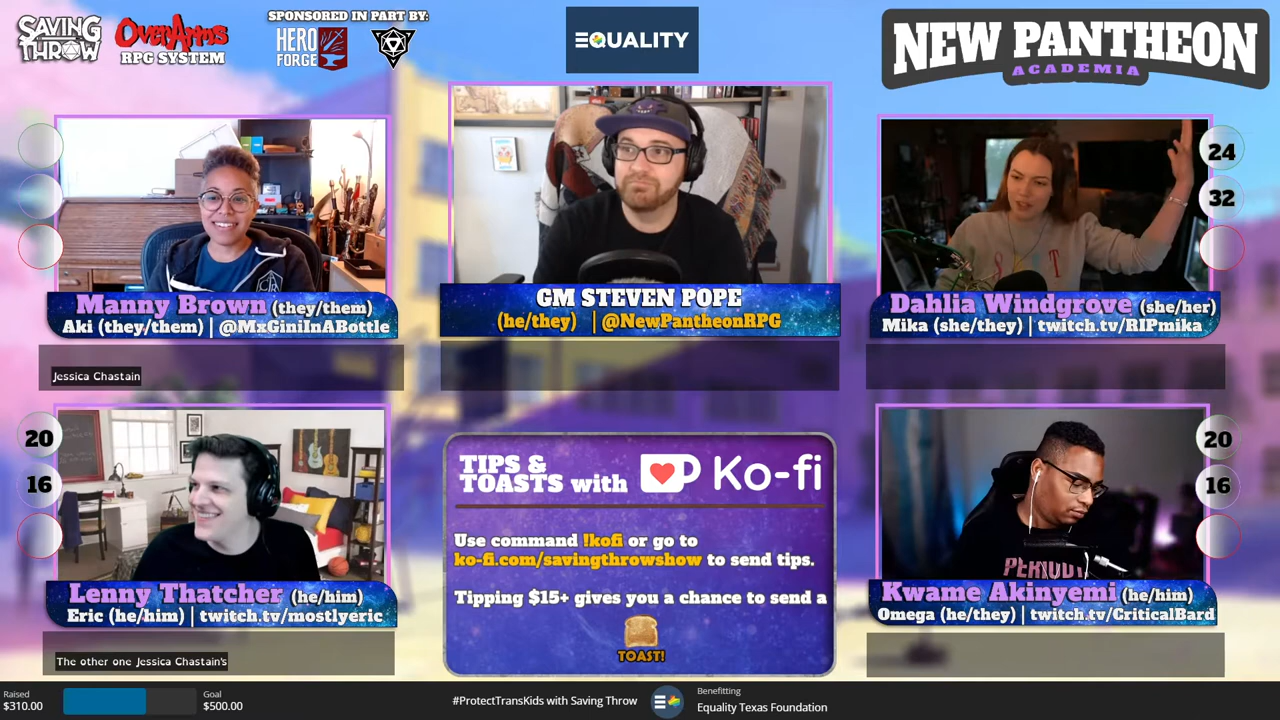 SAVING
THROW
OVERARMS
RPG SYSTEM
SPONSORED IN PART BY:
HERO
FORGE
EQUALITY
NEW PANTHEON
ACADEMIA
24
32
Manny Brown (they/them)
Aki (they/them) | @MxGiniInABottle
GM STEVEN POPE
(he/they) | @NewPantheonRPG
Dahlia Windgrove (she/her)
Mika (she/they) | twitch.tv/RIPmika
Jessica Chastain
20
16
20
16
PERIODT
TIPS &
TOASTS with
Ko-fi
Use command !kofi or go to
ko-fi.com/savingthrowshow to send tips.
Tipping $15+ gives you a chance to send a
TOAST!
Lenny Thatcher (he/him)
Eric (he/him) | twitch.tv/mostlyeric
Kwame Akinyemi (he/him)
Omega (he/they) | twitch.tv/CriticalBard
The other one Jessica Chastain's
Raised
$310.00
Goal
$500.00
#ProtectTransKids with Saving Throw
Benefitting
Equality Texas Foundation